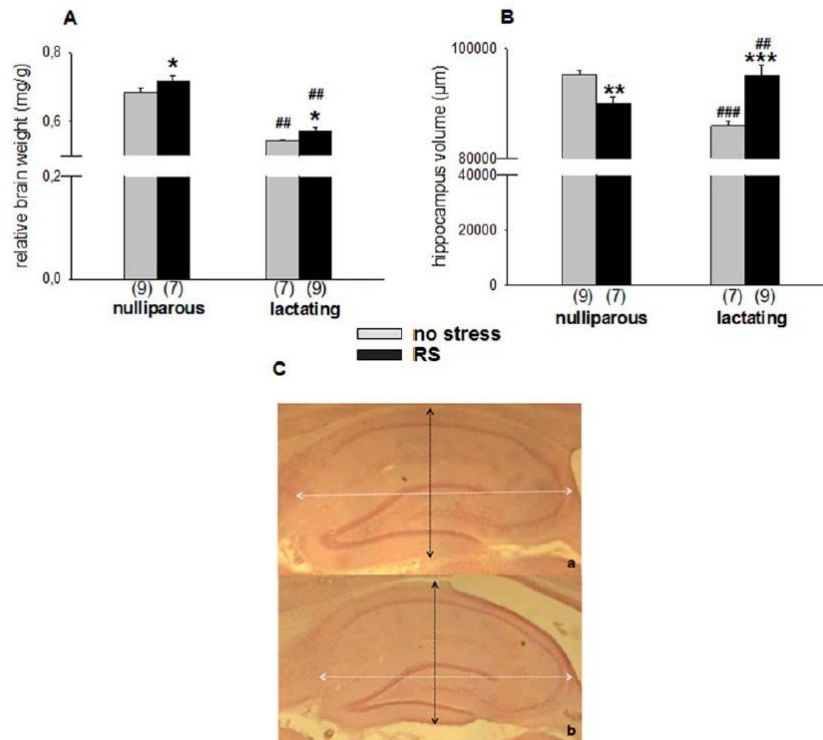 A
relative brain weight (mg/g)
0,8
0,6
0,2
0,0
*
##
##
*
(9) (7) (7) (9)
nulliparous lactating
B
hippocampus volume (µm)
100000
80000
40000
20000
0
**
###
##
***
(9) (7) (7) (9)
nulliparous lactating
no stress
RS
C
a
b